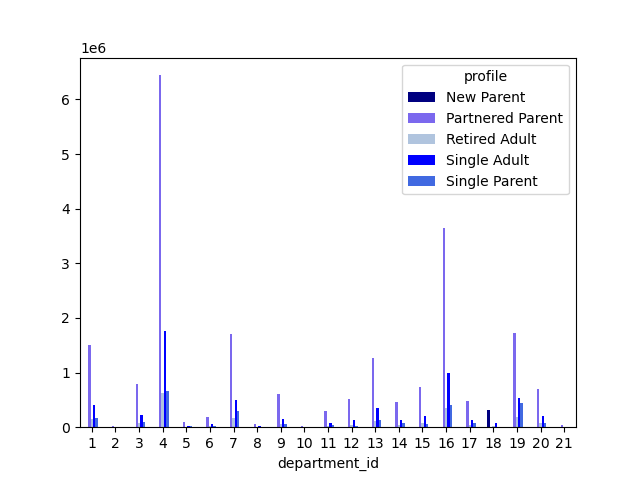 1e6
profile
New Parent
Partnered Parent
Retired Adult
Single Adult
Single Parent
6
5
4
3
2
1
0
1 2 3 4 5 6 7 8 9 10 11 12 13 14 15 16 17 18 19 20 21
department_id